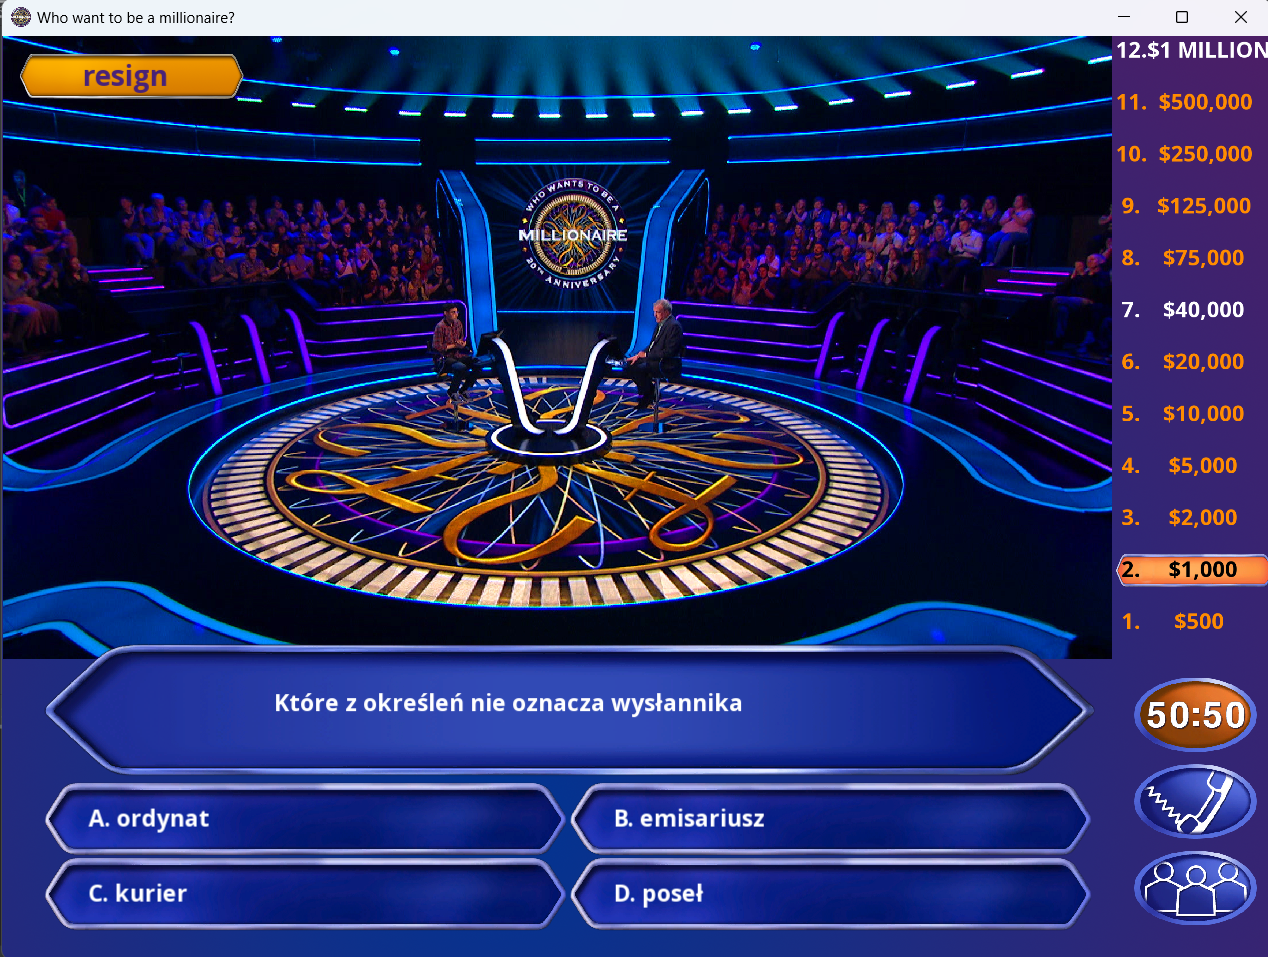 Who want to be a millionaire?
resign
WHO WANTS TO BE A
MILLIONAIRE
20TH ANNIVERSARY
12.$1 MILLION
11. $500,000
10. $250,000
9. $125,000
8. $75,000
7. $40,000
6. $20,000
5. $10,000
4. $5,000
3. $2,000
2. $1,000
1. $500
50:50
Które z określeń nie oznacza wysłannika
A. ordynat
B. emisariusz
C. kurier
D. poseł